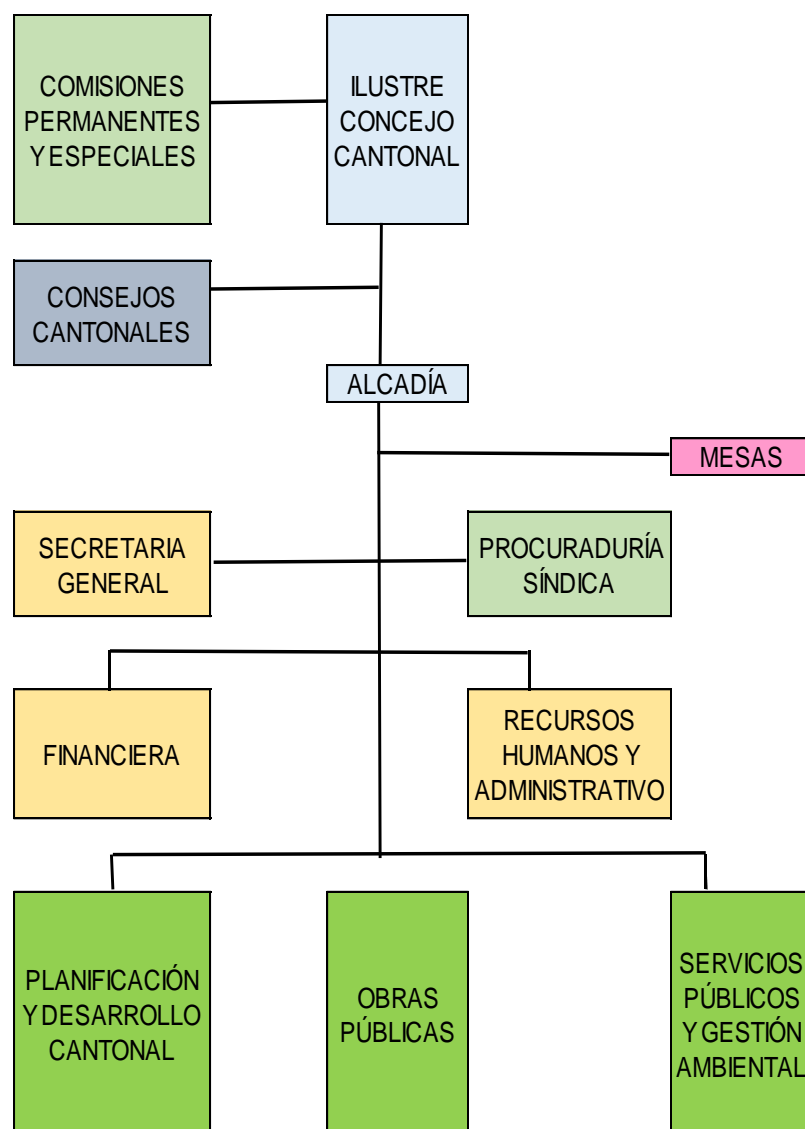 COMISIONES
PERMANENTES
Y ESPECIALES
ILUSTRE
CONCEJO
CANTONAL
CONSEJOS
CANTONALES
ALCADÍA
MESAS
SECRETARIA
GENERAL
PROCURADURÍA
SÍNDICA
FINANCIERA
RECURSOS
HUMANOS Y
ADMINISTRATIVO
PLANIFICACIÓN
Y DESARROLLO
CANTONAL
OBRAS
PÚBLICAS
SERVICIOS
PÚBLICOS
Y GESTIÓN
AMBIENTAL